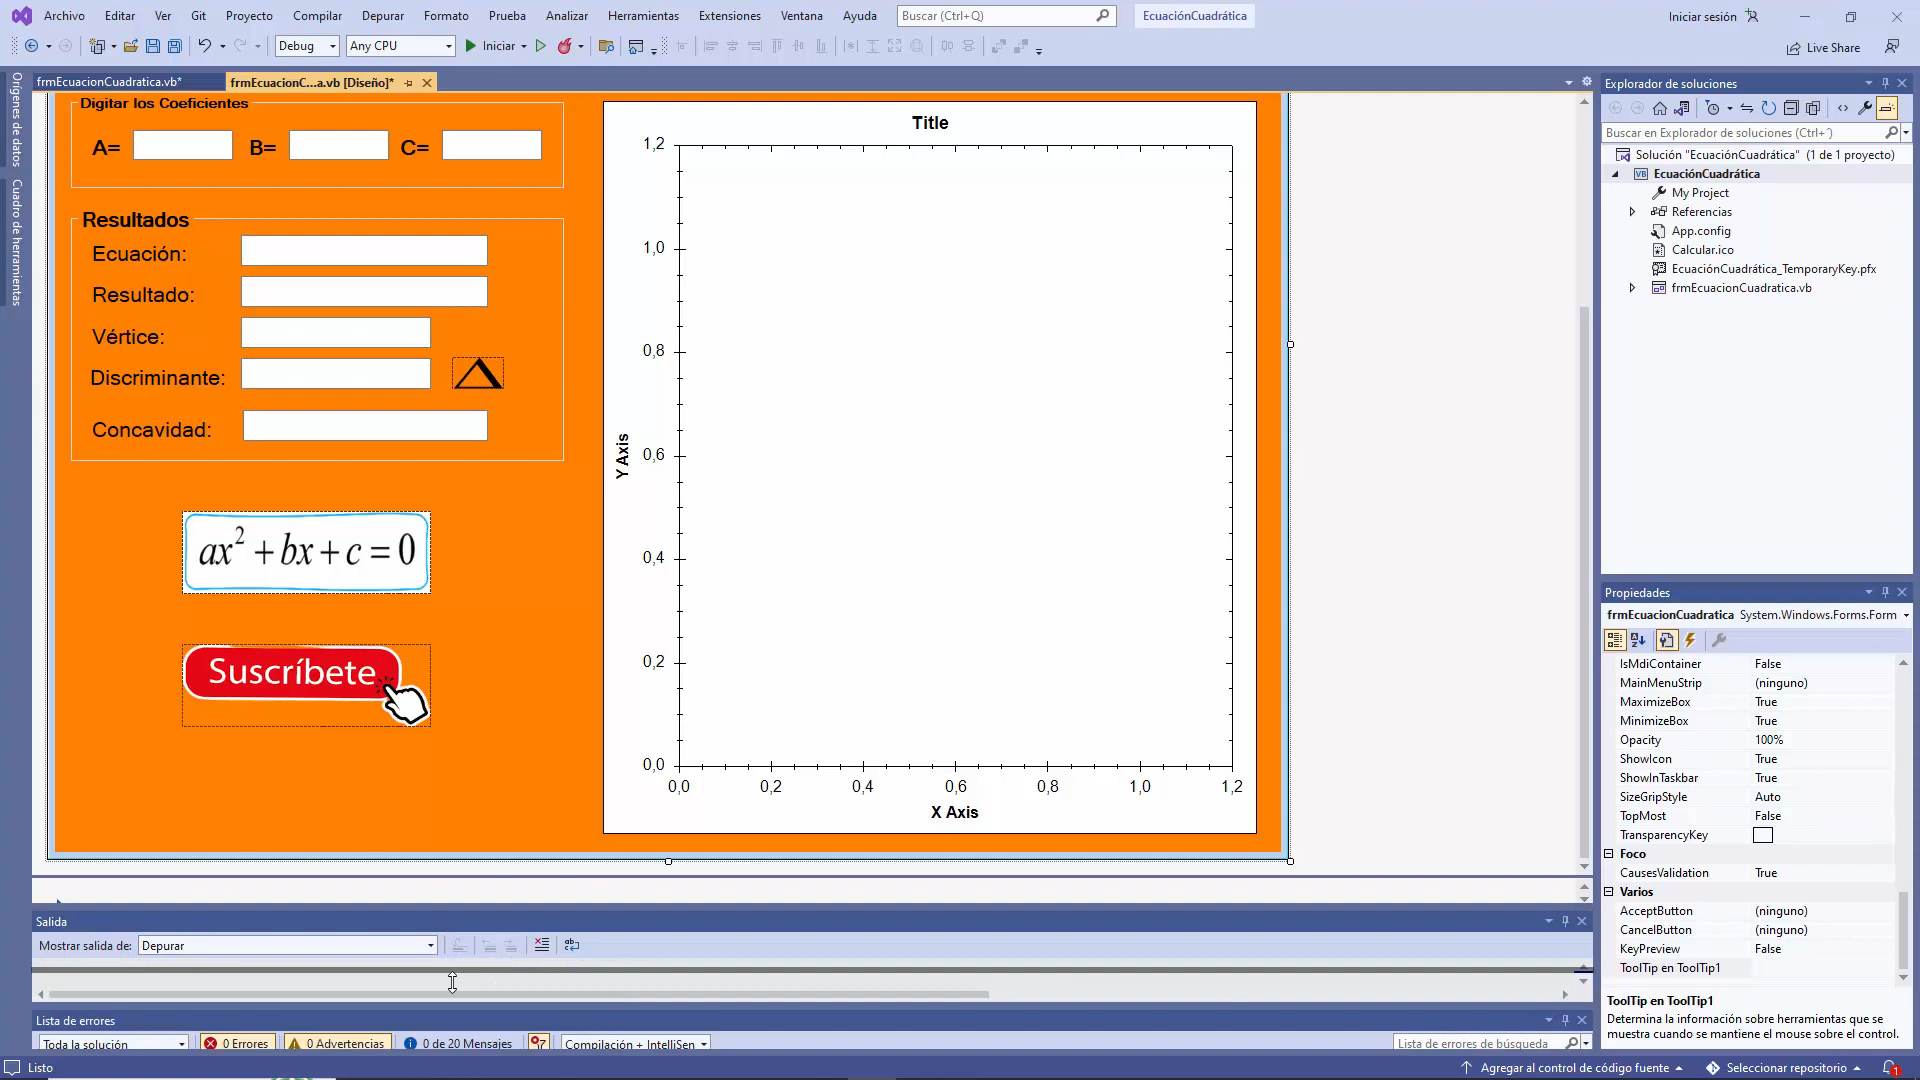 Archivo Editar Ver Git Proyecto Compilar Depurar Formato Prueba Analizar Herramientas Extensiones Ventana Ayuda Buscar (Ctrl+Q) EcuaciónCuadrática Iniciar sesión
Debug Any CPU Iniciar Live Share
frmEcuacionCuadratica.vb* frmEcuacionC...a.vb [Diseño]*
Orígenes de datos
Cuadro de herramientas
Digitar los Coeficientes
A= B= C=
Resultados
Ecuación:
Resultado:
Vértice:
Discriminante:
Concavidad:
ax² + bx + c = 0
Suscríbete
Title
1,2
1,0
0,8
0,6
0,4
0,2
0,0
Y Axis
0,0 0,2 0,4 0,6 0,8 1,0 1,2
X Axis
Explorador de soluciones
Buscar en Explorador de soluciones (Ctrl+´)
Solución "EcuaciónCuadrática" (1 de 1 proyecto)
VB EcuaciónCuadrática
My Project
Referencias
App.config
Calcular.ico
EcuaciónCuadrática_TemporaryKey.pfx
frmEcuacionCuadratica.vb
Propiedades
frmEcuacionCuadratica System.Windows.Forms.Form
IsMdiContainer False
MainMenuStrip (ninguno)
MaximizeBox True
MinimizeBox True
Opacity 100%
ShowIcon True
ShowInTaskbar True
SizeGripStyle Auto
TopMost False
TransparencyKey
Foco
CausesValidation True
Varios
AcceptButton (ninguno)
CancelButton (ninguno)
KeyPreview False
ToolTip en ToolTip1
ToolTip en ToolTip1
Determina la información sobre herramientas que se
muestra cuando se mantiene el mouse sobre el control.
Salida
Mostrar salida de: Depurar
Lista de errores
Toda la solución 0 Errores 0 Advertencias 0 de 20 Mensajes Compilación + IntelliSen Lista de errores de búsqueda
Listo Agregar al control de código fuente Seleccionar repositorio 1